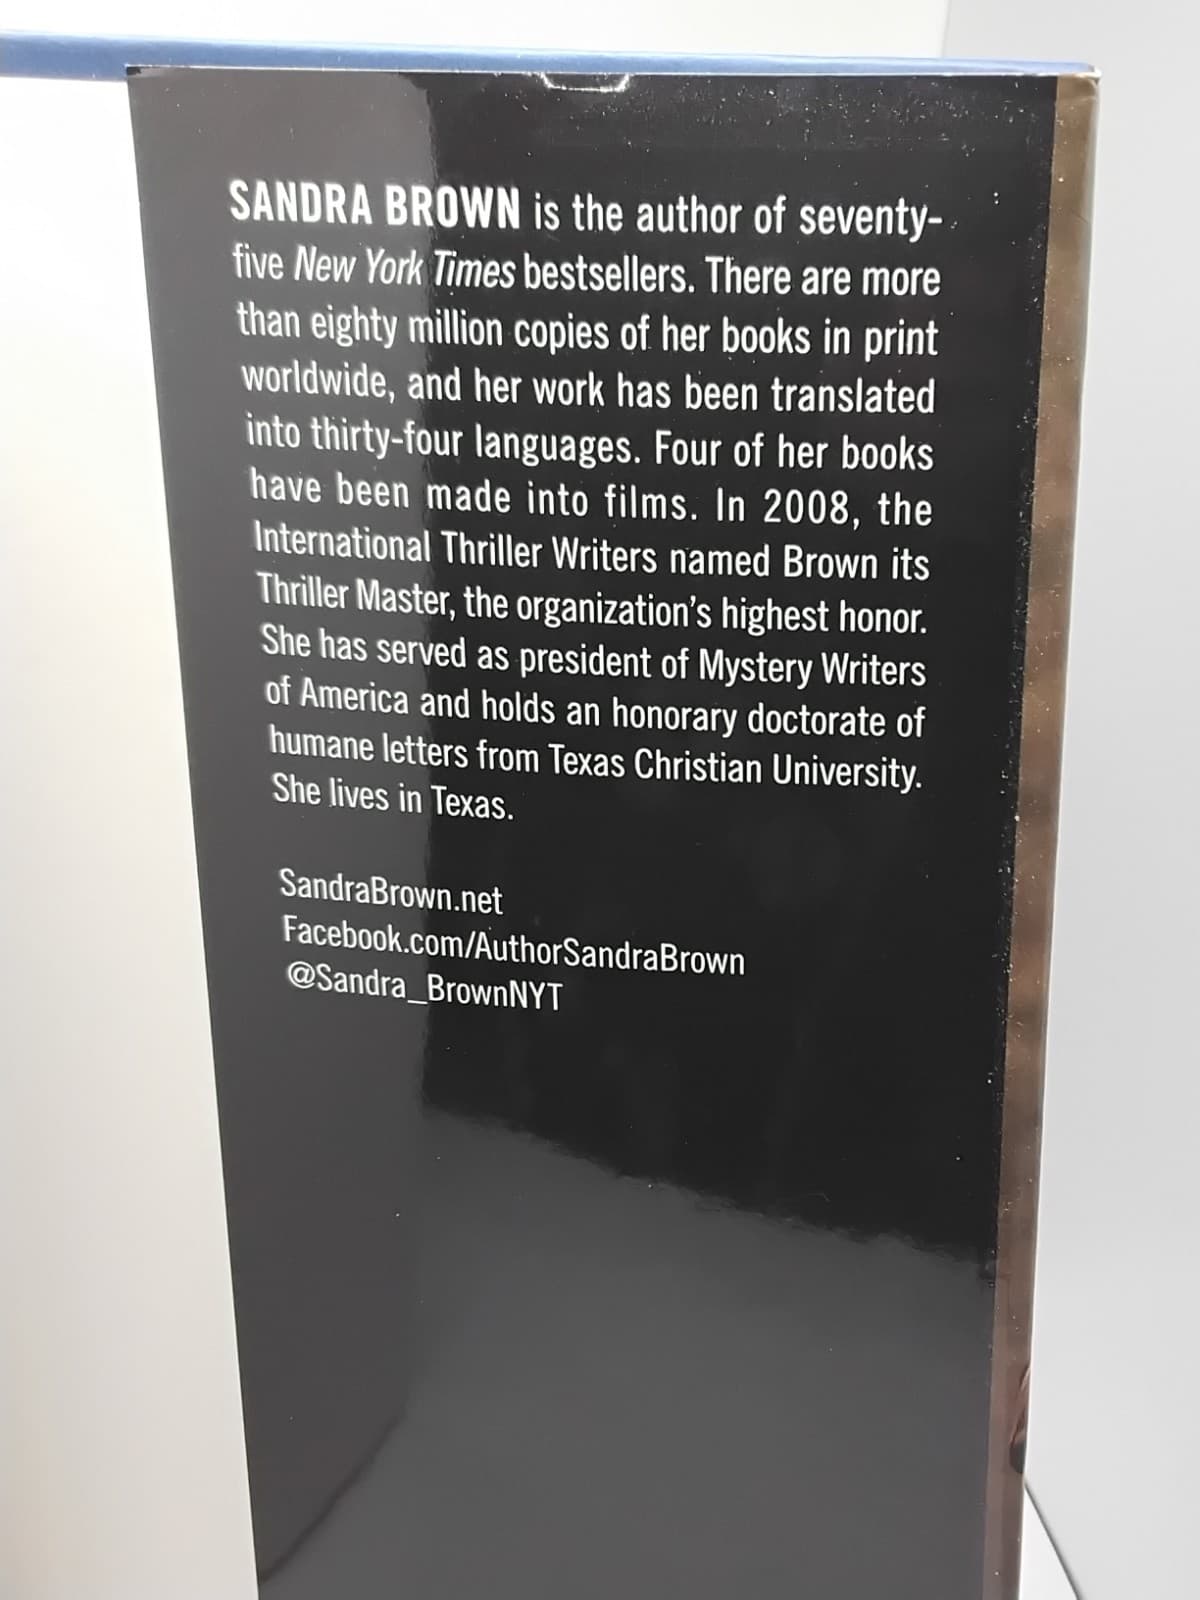 SANDRA BROWN is the author of seventy-
five New York Times bestsellers. There are more
than eighty million copies of her books in print
worldwide, and her work has been translated
into thirty-four languages. Four of her books
have been made into films. In 2008, the
International Thriller Writers named Brown its
Thriller Master, the organization's highest honor.
She has served as president of Mystery Writers
of America and holds an honorary doctorate of
humane letters from Texas Christian University.
She lives in Texas.
SandraBrown.net
Facebook.com/AuthorSandraBrown
@Sandra_BrownNYT